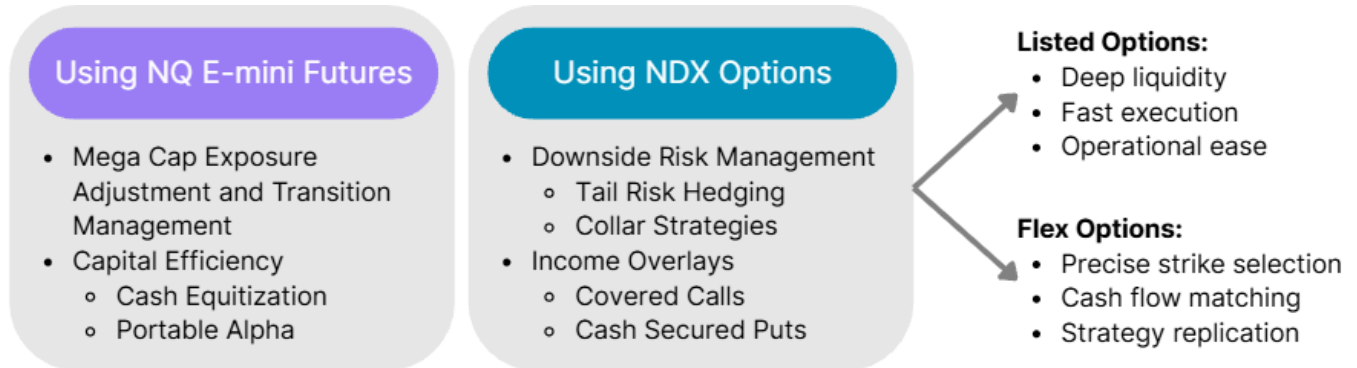 Using NQ E-mini Futures
• Mega Cap Exposure
Adjustment and Transition
Management
• Capital Efficiency
◦ Cash Equitization
◦ Portable Alpha
Using NDX Options
• Downside Risk Management
◦ Tail Risk Hedging
◦ Collar Strategies
• Income Overlays
◦ Covered Calls
◦ Cash Secured Puts
Listed Options:
• Deep liquidity
• Fast execution
• Operational ease
Flex Options:
• Precise strike selection
• Cash flow matching
• Strategy replication